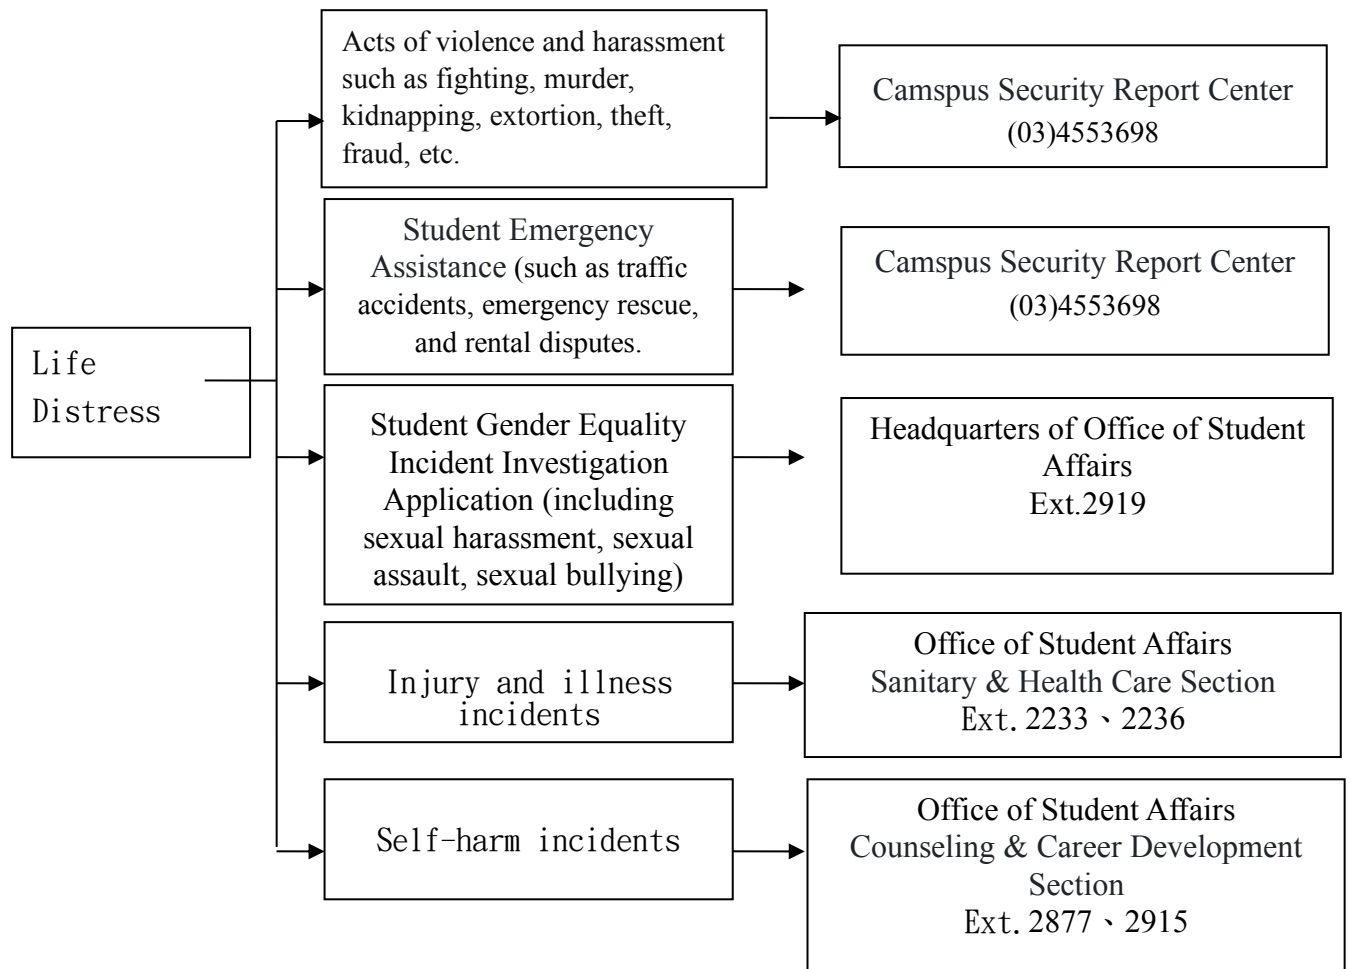 Acts of violence and harassment
such as fighting, murder,
kidnapping, extortion, theft,
fraud, etc.
Camspus Security Report Center
(03)4553698
Student Emergency
Assistance (such as traffic
accidents, emergency rescue,
and rental disputes.
Camspus Security Report Center
(03)4553698
Life
Distress
Student Gender Equality
Incident Investigation
Application (including
sexual harassment, sexual
assault, sexual bullying)
Headquarters of Office of Student
Affairs
Ext.2919
Injury and illness
incidents
Office of Student Affairs
Sanitary & Health Care Section
Ext. 2233、2236
Self-harm incidents
Office of Student Affairs
Counseling & Career Development
Section
Ext. 2877、2915